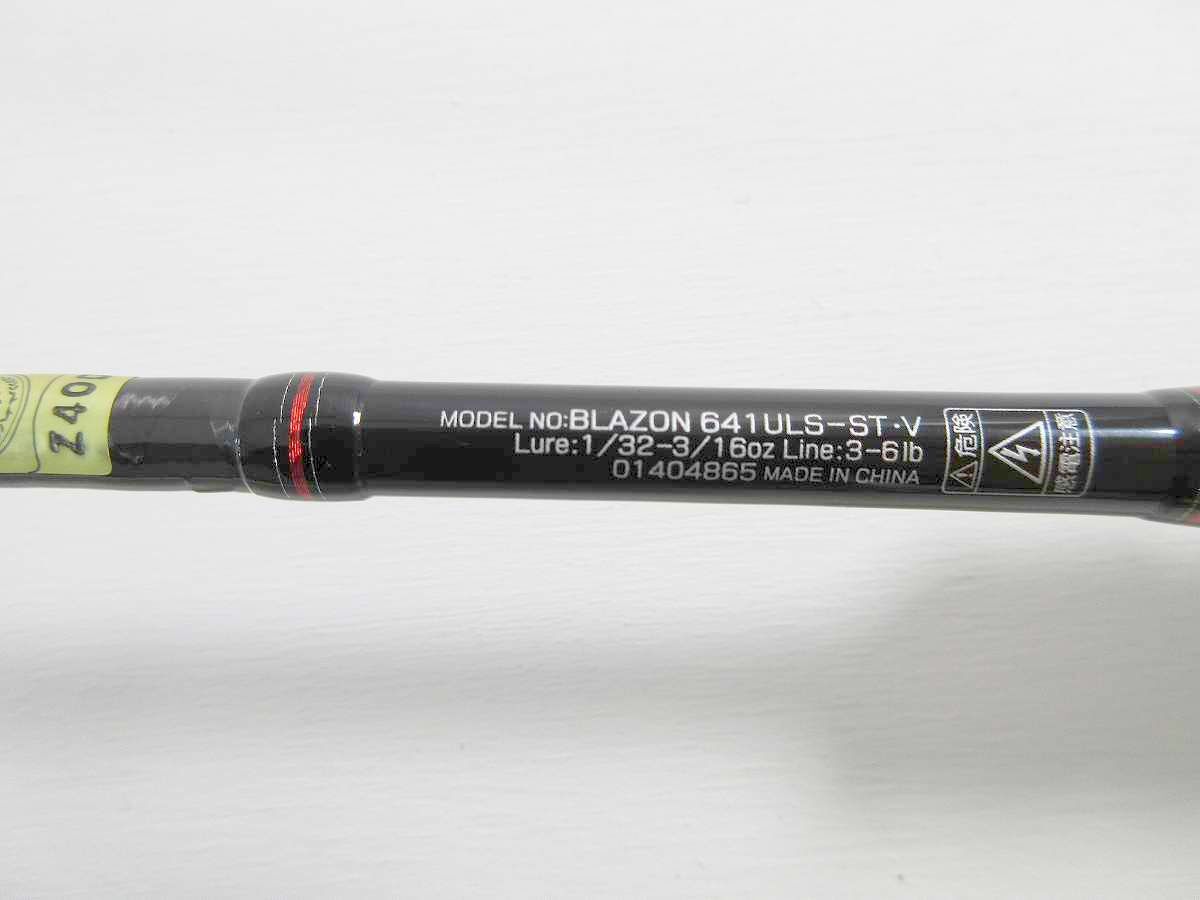 MODEL NO:BLAZON 641ULS-ST・V
Lure:1/32-3/16oz Line:3-6lb
01404865 MADE IN CHINA
危険
感電注意
Z400